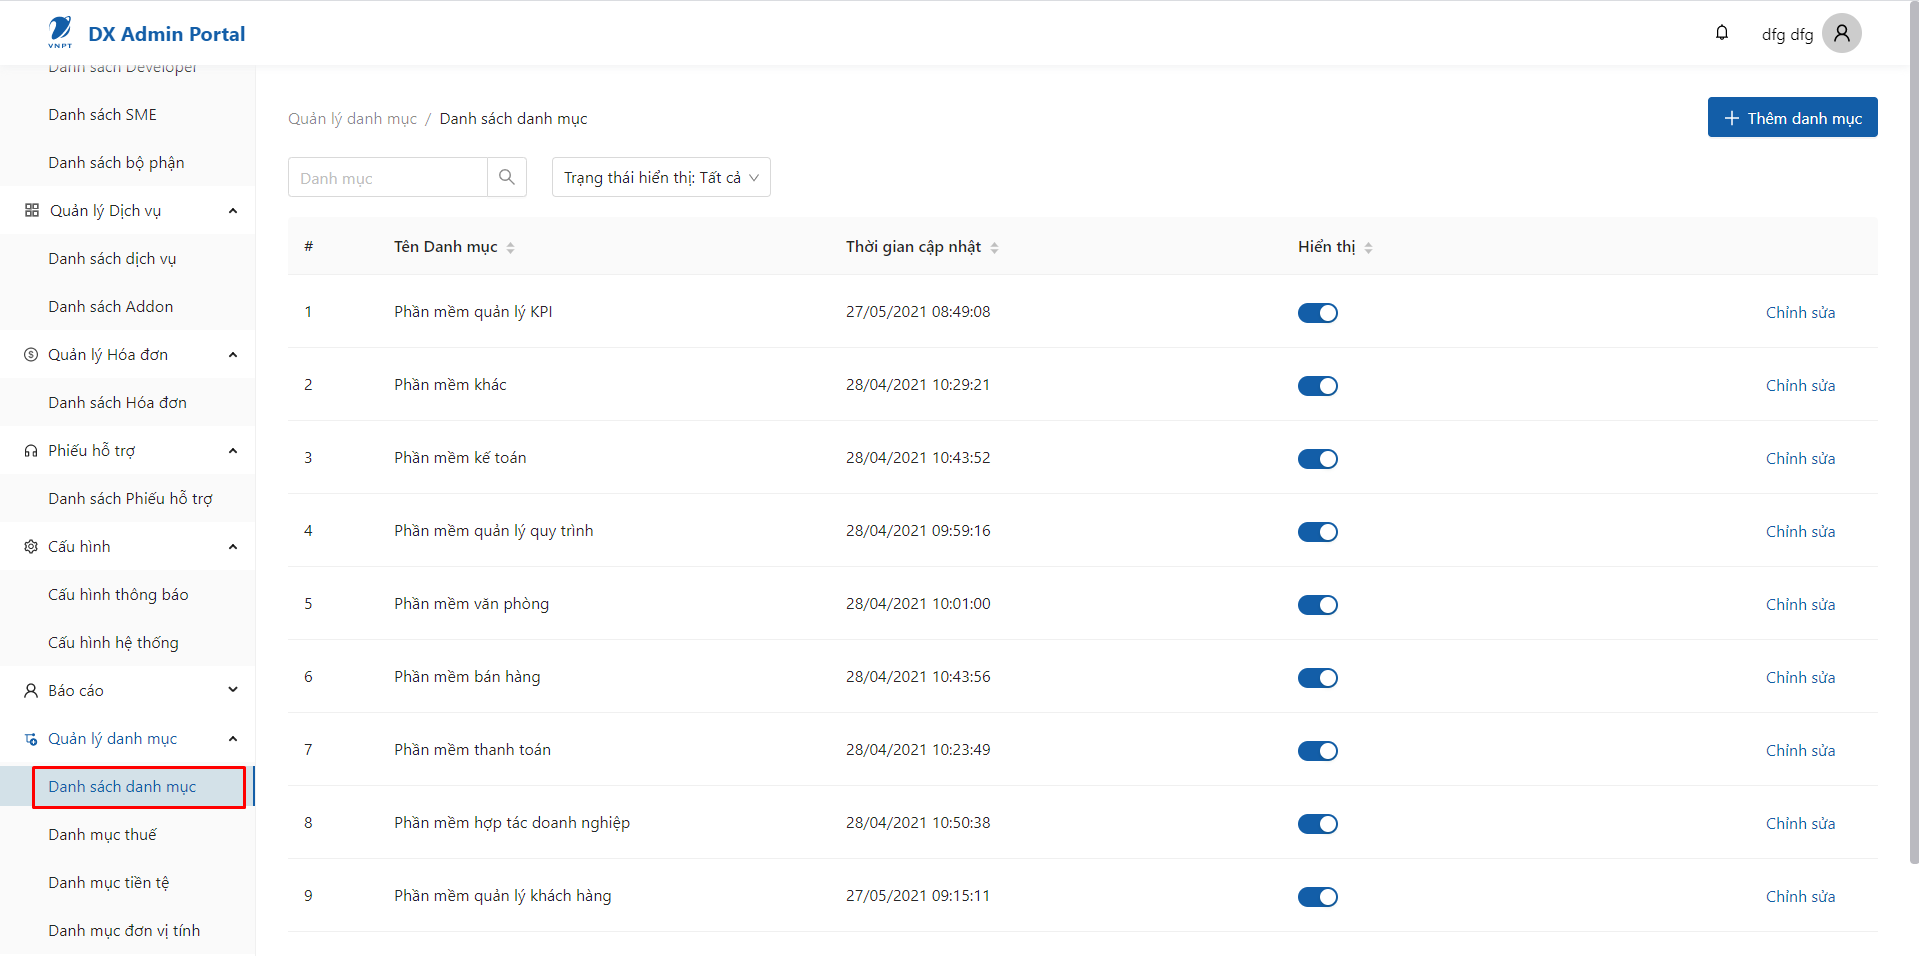 VNPT
DX Admin Portal
dfg dfg
Danh sách Developer
Danh sách SME
Danh sách bộ phận
Quản lý Dịch vụ
Danh sách dịch vụ
Danh sách Addon
Quản lý Hóa đơn
Danh sách Hóa đơn
Phiếu hỗ trợ
Danh sách Phiếu hỗ trợ
Cấu hình
Cấu hình thông báo
Cấu hình hệ thống
Báo cáo
Quản lý danh mục
Danh sách danh mục
Danh mục thuế
Danh mục tiền tệ
Danh mục đơn vị tính
Quản lý danh mục / Danh sách danh mục
+ Thêm danh mục
Danh mục
Trạng thái hiển thị: Tất cả
# Tên Danh mục Thời gian cập nhật Hiển thị
1 Phần mềm quản lý KPI 27/05/2021 08:49:08 Chỉnh sửa
2 Phần mềm khác 28/04/2021 10:29:21 Chỉnh sửa
3 Phần mềm kế toán 28/04/2021 10:43:52 Chỉnh sửa
4 Phần mềm quản lý quy trình 28/04/2021 09:59:16 Chỉnh sửa
5 Phần mềm văn phòng 28/04/2021 10:01:00 Chỉnh sửa
6 Phần mềm bán hàng 28/04/2021 10:43:56 Chỉnh sửa
7 Phần mềm thanh toán 28/04/2021 10:23:49 Chỉnh sửa
8 Phần mềm hợp tác doanh nghiệp 28/04/2021 10:50:38 Chỉnh sửa
9 Phần mềm quản lý khách hàng 27/05/2021 09:15:11 Chỉnh sửa